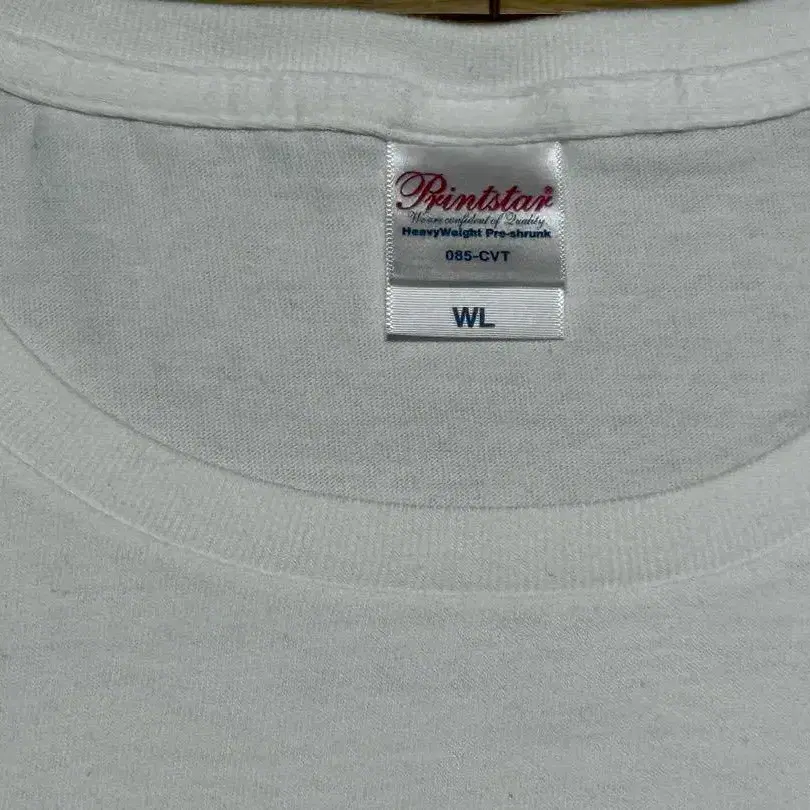 Printstar®
We are confident of Quality
HeavyWeight Pre-shrunk
085-CVT
WL